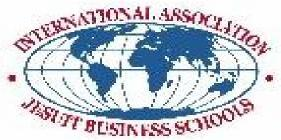 INTERNATIONAL ASSOCIATION
JESUIT BUSINESS SCHOOLS